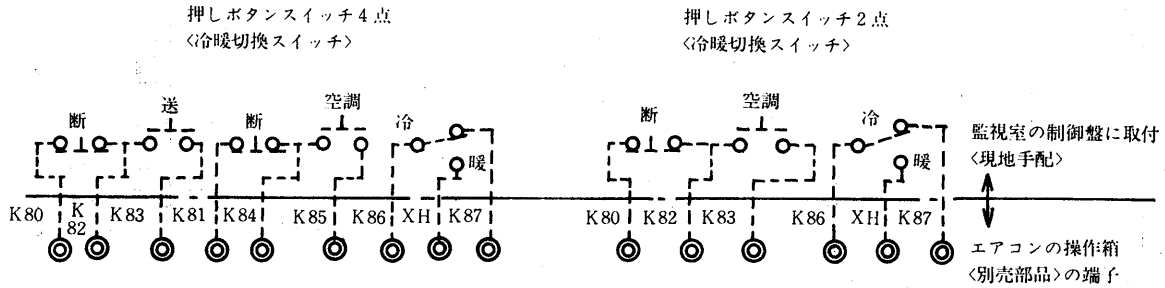 押しボタンスイッチ4点
〈冷暖切換スイッチ〉
押しボタンスイッチ2点
〈冷暖切換スイッチ〉
断
送
断
空調
冷
暖
断
空調
冷
暖
監視室の制御盤に取付
〈現地手配〉
K80
K
82
K83
K81
K84
K85
K86
XH
K87
K80
K82
K83
K86
XH
K87
エアコンの操作箱
〈別売部品〉の端子